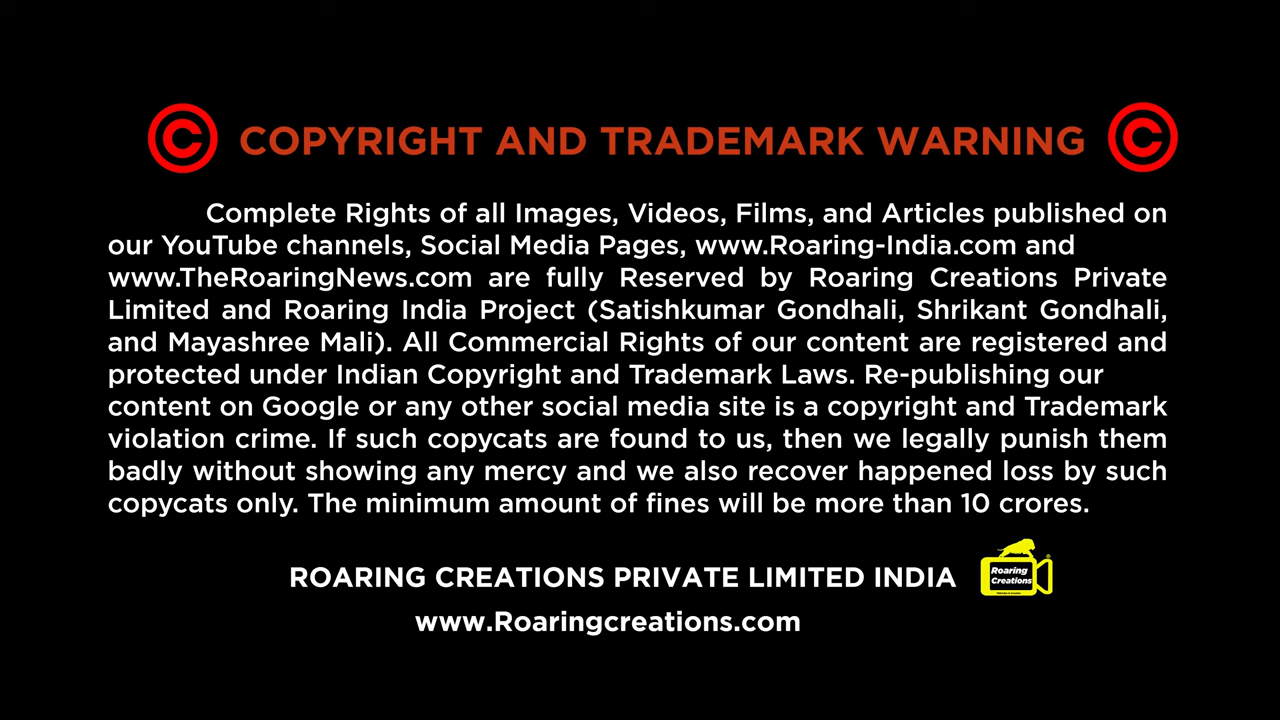 © COPYRIGHT AND TRADEMARK WARNING ©
Complete Rights of all Images, Videos, Films, and Articles published on
our YouTube channels, Social Media Pages, www.Roaring-India.com and
www.TheRoaringNews.com are fully Reserved by Roaring Creations Private
Limited and Roaring India Project (Satishkumar Gondhali, Shrikant Gondhali,
and Mayashree Mali). All Commercial Rights of our content are registered and
protected under Indian Copyright and Trademark Laws. Re-publishing our
content on Google or any other social media site is a copyright and Trademark
violation crime. If such copycats are found to us, then we legally punish them
badly without showing any mercy and we also recover happened loss by such
copycats only. The minimum amount of fines will be more than 10 crores.
ROARING CREATIONS PRIVATE LIMITED INDIA
Roaring
Creations
www.Roaringcreations.com